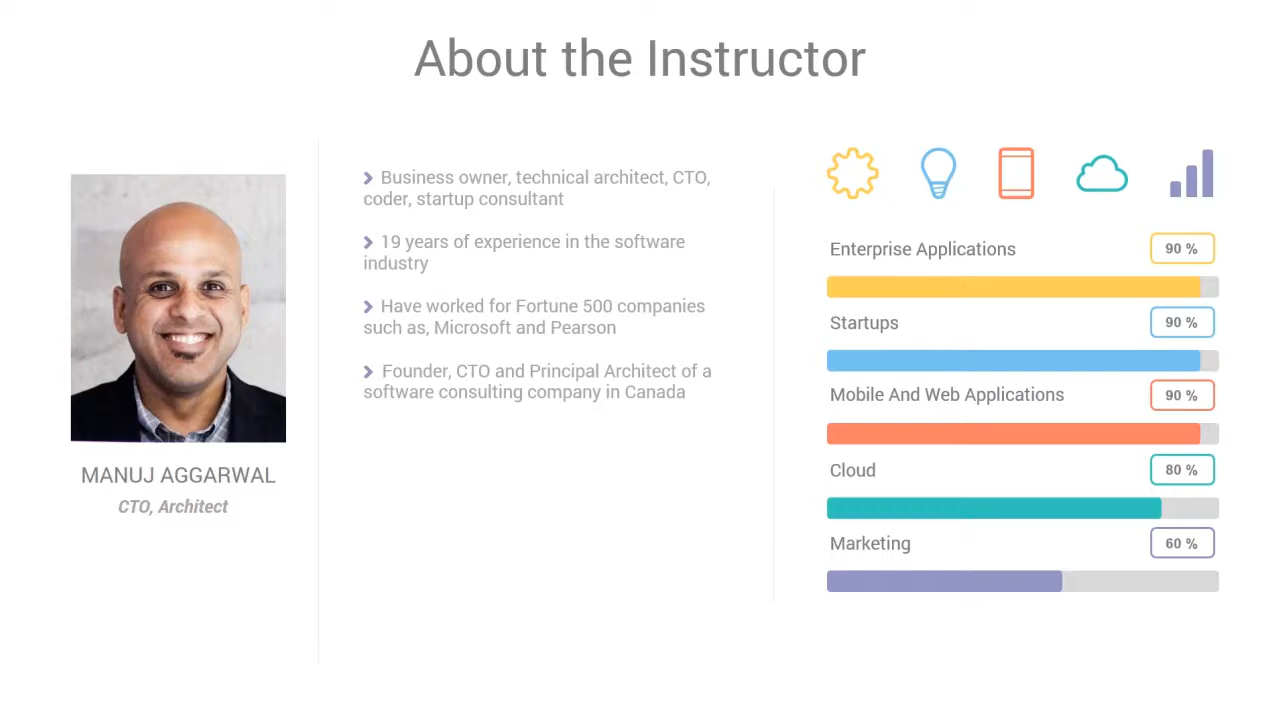 About the Instructor
MANUJ AGGARWAL
CTO, Architect
Business owner, technical architect, CTO,
coder, startup consultant
19 years of experience in the software
industry
Have worked for Fortune 500 companies
such as, Microsoft and Pearson
Founder, CTO and Principal Architect of a
software consulting company in Canada
Enterprise Applications 90 %
Startups 90 %
Mobile And Web Applications 90 %
Cloud 80 %
Marketing 60 %